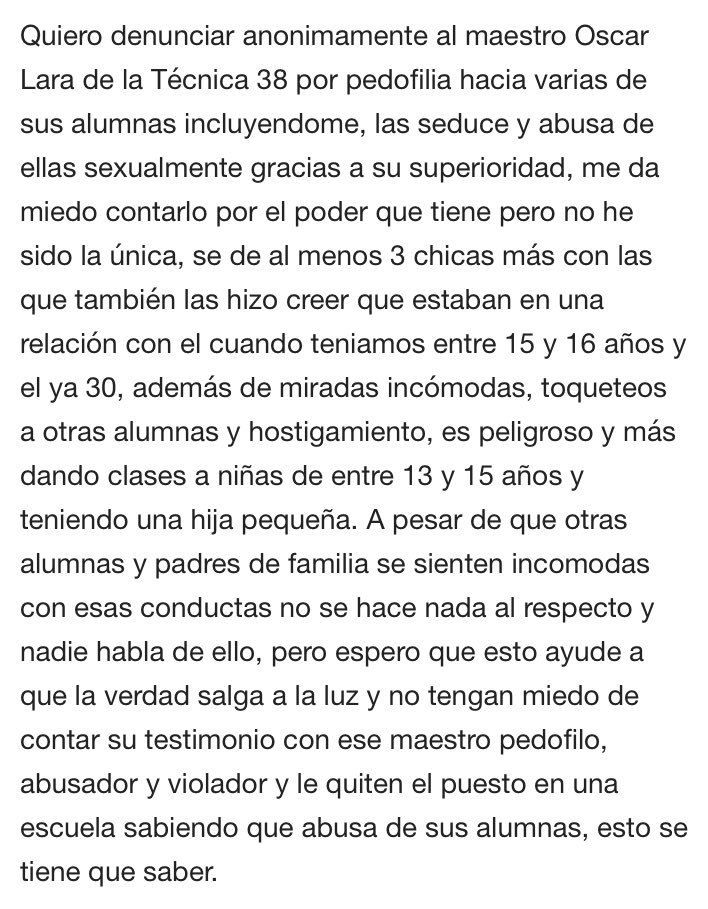 Quiero denunciar anonimamente al maestro Oscar
Lara de la Técnica 38 por pedofilia hacia varias de
sus alumnas incluyendome, las seduce y abusa de
ellas sexualmente gracias a su superioridad, me da
miedo contarlo por el poder que tiene pero no he
sido la única, se de al menos 3 chicas más con las
que también las hizo creer que estaban en una
relación con el cuando teniamos entre 15 y 16 años y
el ya 30, además de miradas incómodas, toqueteos
a otras alumnas y hostigamiento, es peligroso y más
dando clases a niñas de entre 13 y 15 años y
teniendo una hija pequeña. A pesar de que otras
alumnas y padres de familia se sienten incomodas
con esas conductas no se hace nada al respecto y
nadie habla de ello, pero espero que esto ayude a
que la verdad salga a la luz y no tengan miedo de
contar su testimonio con ese maestro pedofilo,
abusador y violador y le quiten el puesto en una
escuela sabiendo que abusa de sus alumnas, esto se
tiene que saber.